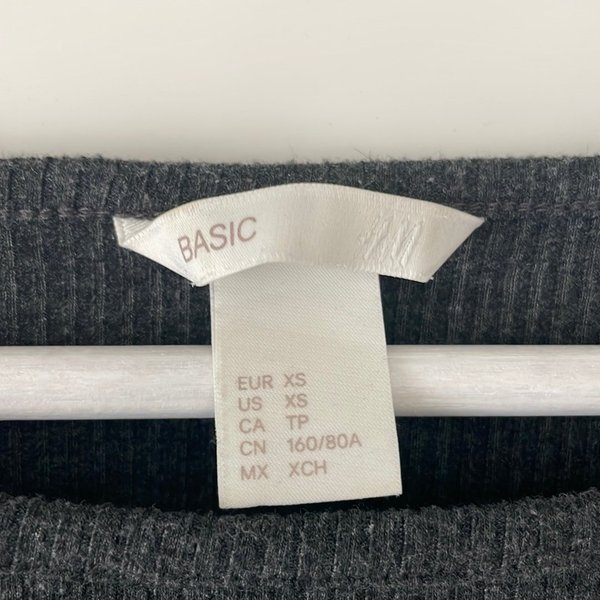 BASIC H&M
EUR XS
US XS
CA TP
CN 160/80A
MX XCH